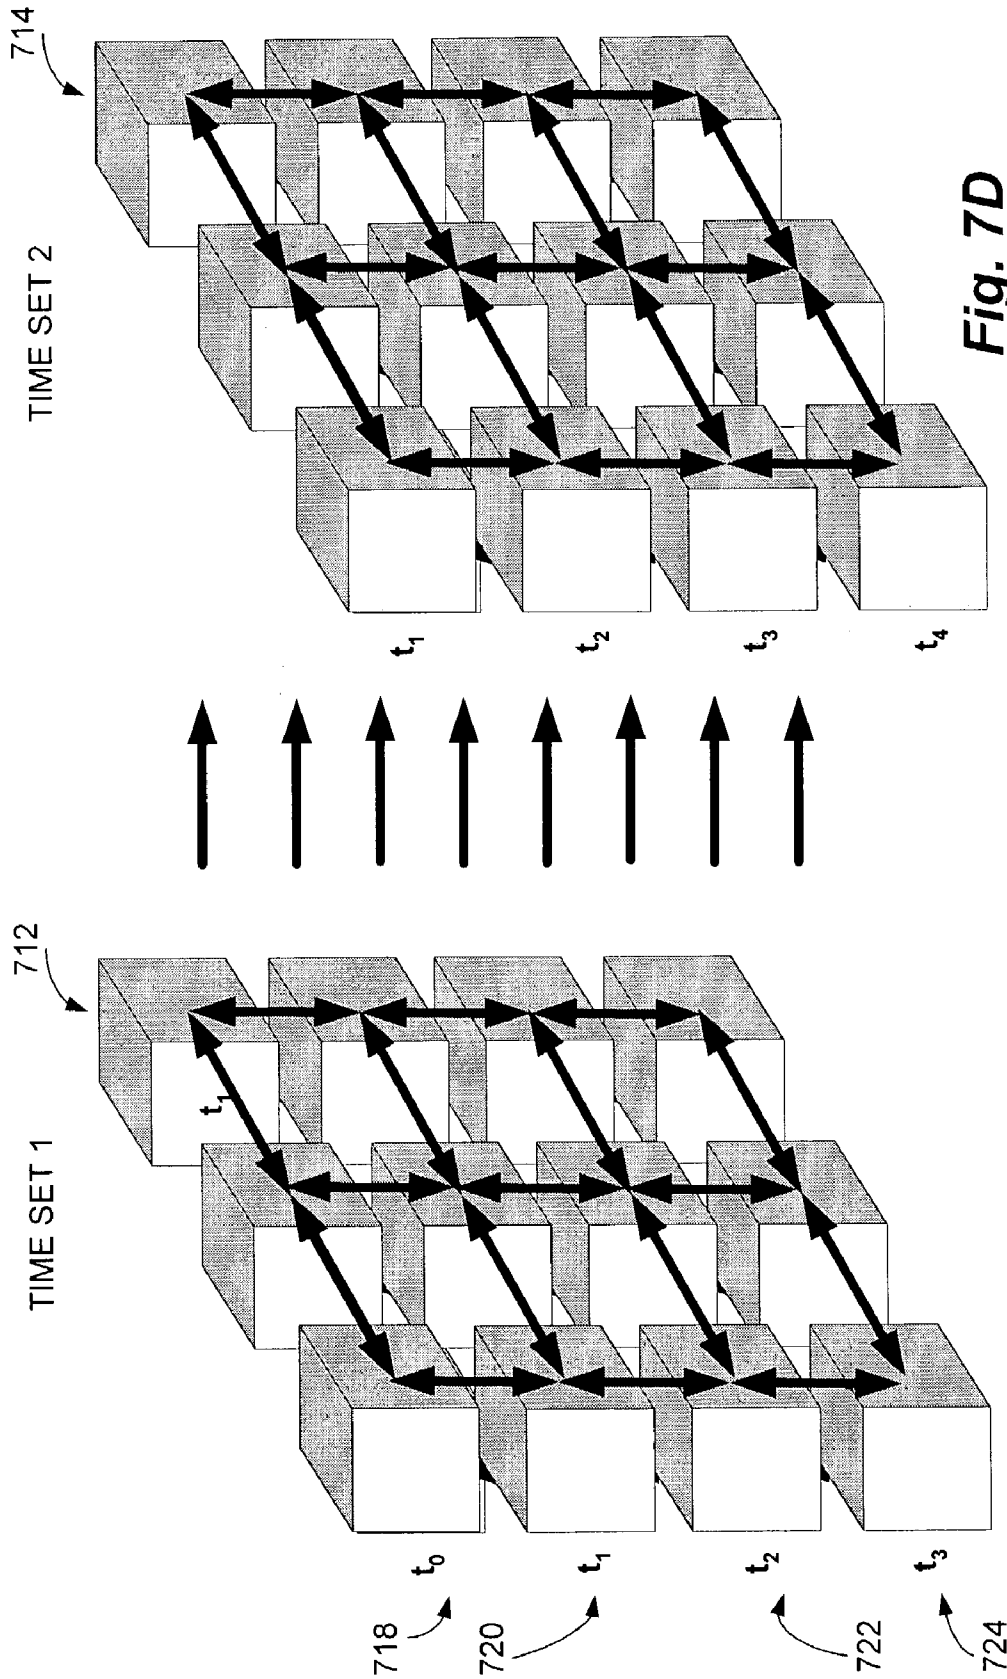 TIME SET 1
712
t₁
718
t₀
720
t₁
722
t₂
724
t₃
TIME SET 2
714
t₁
t₂
t₃
t₄
Fig. 7D